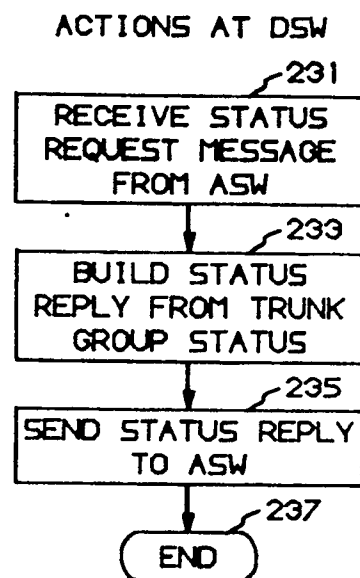 ACTIONS AT DSW
231
RECEIVE STATUS
REQUEST MESSAGE
FROM ASW
233
BUILD STATUS
REPLY FROM TRUNK
GROUP STATUS
235
SEND STATUS REPLY
TO ASW
237
END